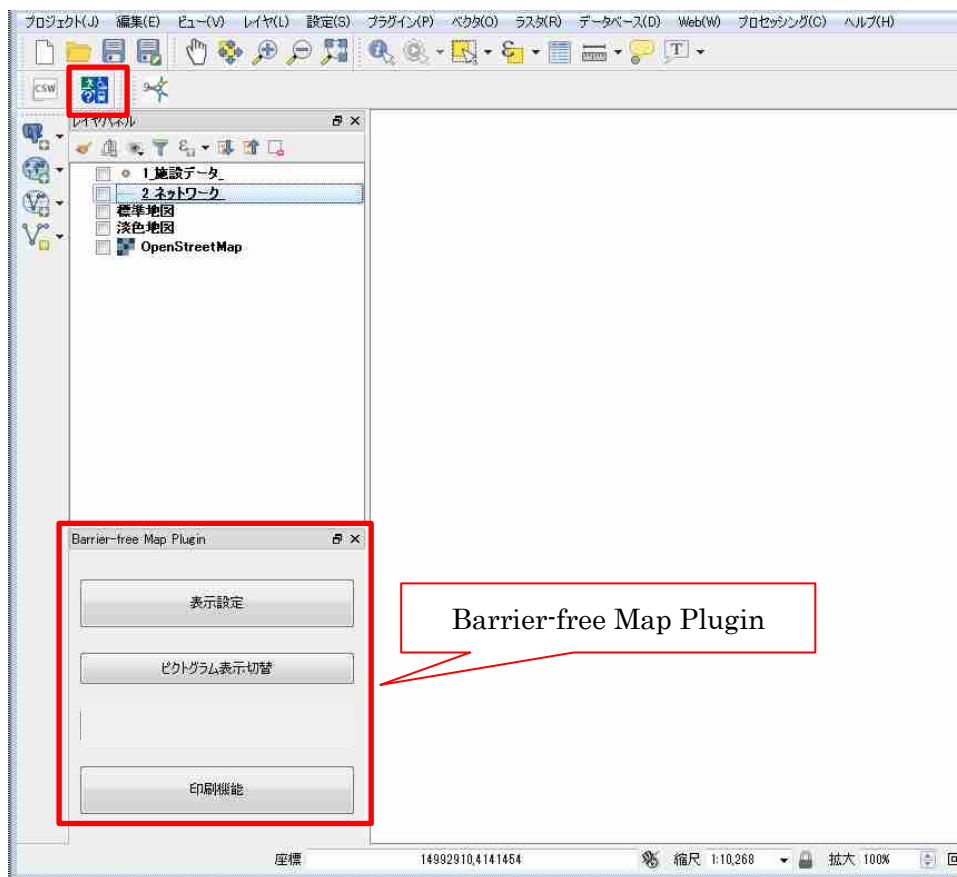 プロジェクト(J) 編集(E) ビュー(V) レイヤ(L) 設定(S) プラグイン(P) ベクタ(O) ラスタ(R) データベース(D) Web(W) プロセッシング(C) ヘルプ(H)
CSW
レイヤパネル
1_施設データ_
2_ネットワーク_
標準地図
淡色地図
OpenStreetMap
Barrier-free Map Plugin
表示設定
Barrier-free Map Plugin
ピクトグラム表示切替
印刷機能
座標 14992910,4141454 縮尺 1:10,268 拡大 100% 回